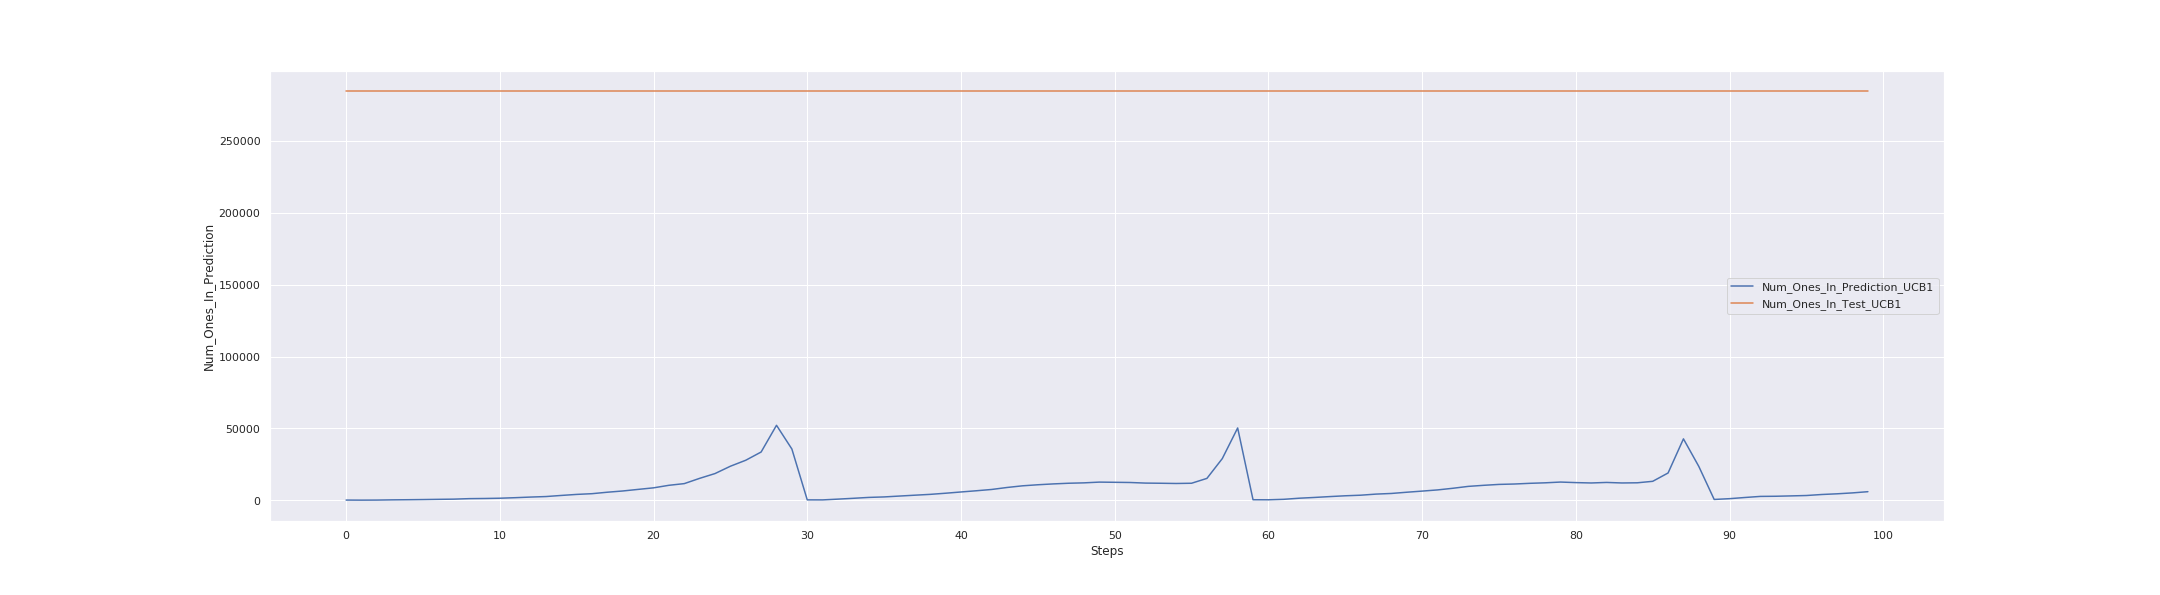 250000
200000
150000
100000
50000
0
Num_Ones_In_Prediction
Num_Ones_In_Prediction_UCB1
Num_Ones_In_Test_UCB1
0 10 20 30 40 50 60 70 80 90 100
Steps